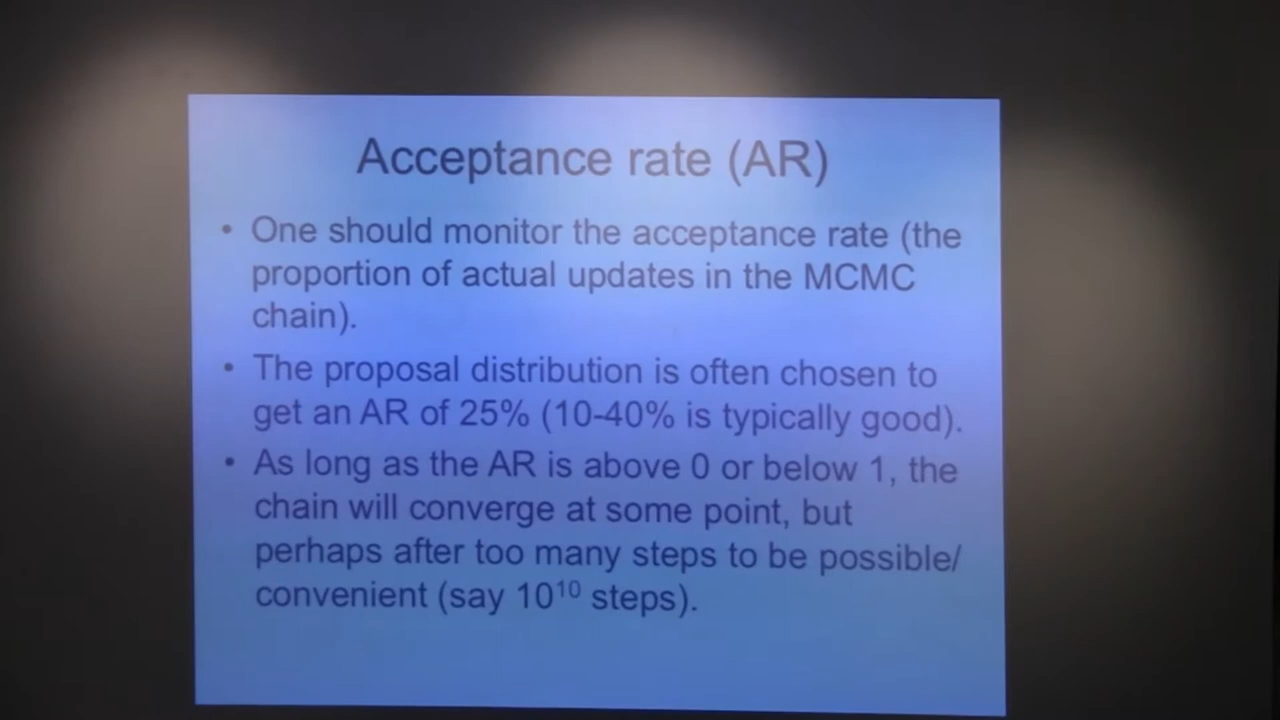 Acceptance rate (AR)
• One should monitor the acceptance rate (the
proportion of actual updates in the MCMC
chain).
• The proposal distribution is often chosen to
get an AR of 25% (10-40% is typically good).
• As long as the AR is above 0 or below 1, the
chain will converge at some point, but
perhaps after too many steps to be possible/
convenient (say 10¹⁰ steps).